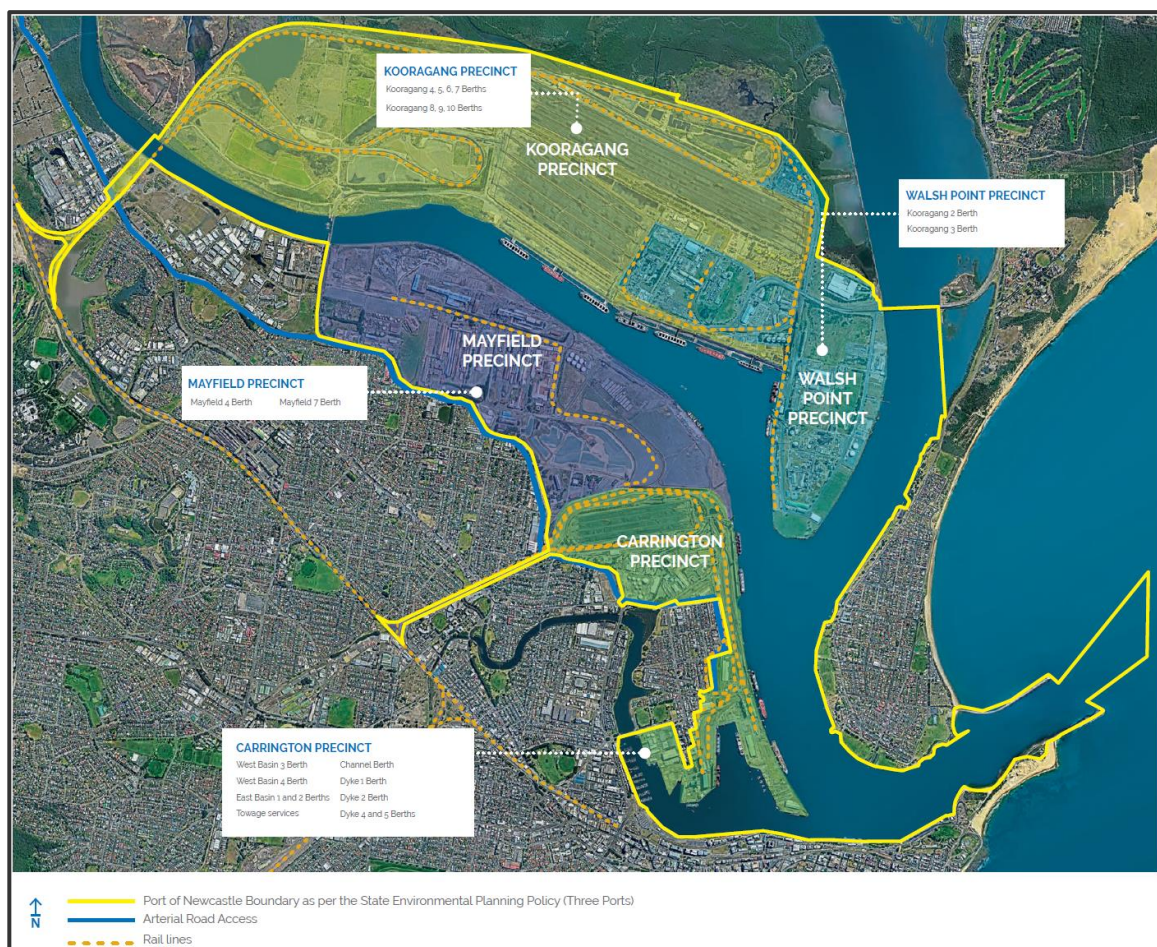 KOORAGANG PRECINCT
Kooragang 4, 5, 6, 7 Berths
Kooragang 8, 9, 10 Berths
KOORAGANG
PRECINCT
WALSH POINT PRECINCT
Kooragang 2 Berth
Kooragang 3 Berth
MAYFIELD
PRECINCT
WALSH
POINT
PRECINCT
MAYFIELD PRECINCT
Mayfield 4 Berth Mayfield 7 Berth
CARRINGTON
PRECINCT
CARRINGTON PRECINCT
West Basin 3 Berth Channel Berth
West Basin 4 Berth Dyke 1 Berth
East Basin 1 and 2 Berths Dyke 2 Berth
Towage services Dyke 4 and 5 Berths
N
Port of Newcastle Boundary as per the State Environmental Planning Policy (Three Ports)
Arterial Road Access
Rail lines